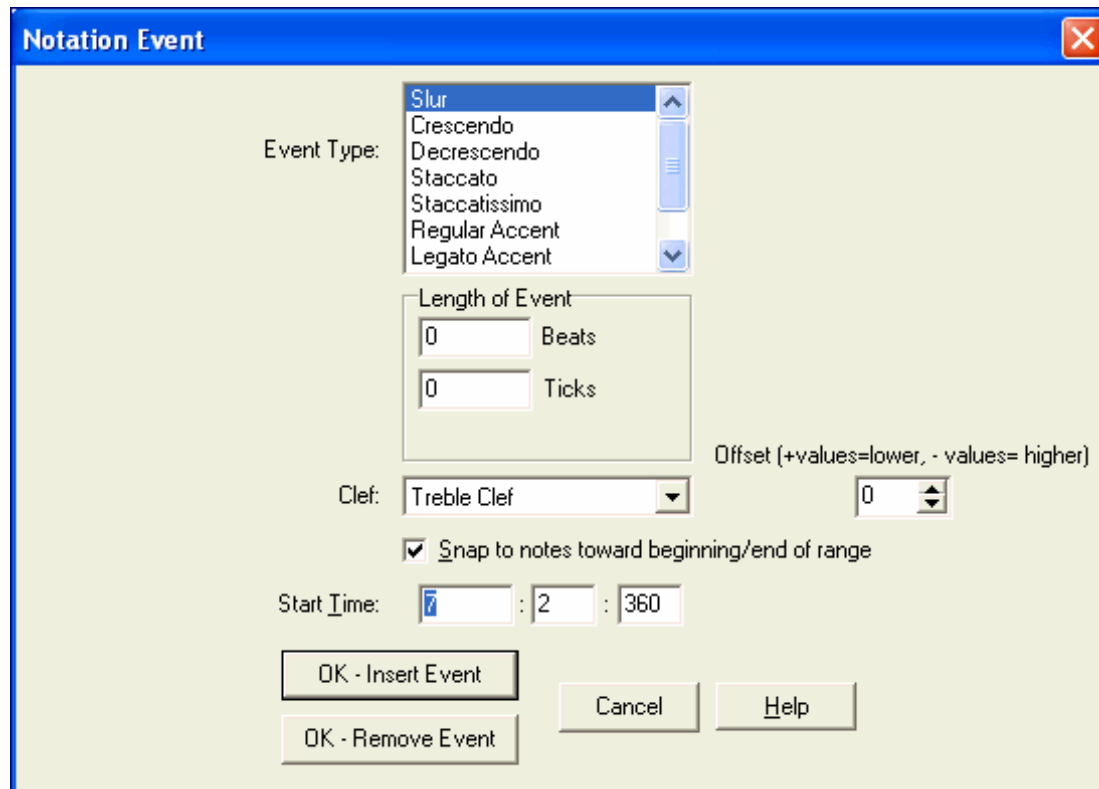 Notation Event
Slur
Crescendo
Event Type: Decrescendo
Staccato
Staccatissimo
Regular Accent
Legato Accent
Length of Event
0 Beats
0 Ticks
Offset (+values=lower, - values= higher)
Clef: Treble Clef 0
Snap to notes toward beginning/end of range
Start Time: 7 : 2 : 360
OK - Insert Event
Cancel Help
OK - Remove Event